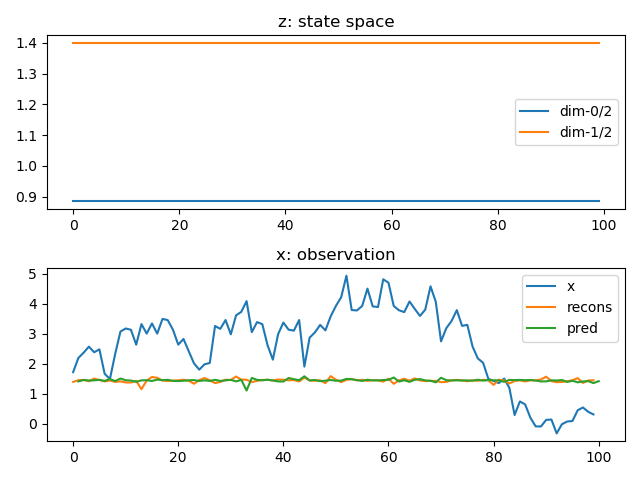 z: state space
1.4
1.3
1.2
1.1
1.0
0.9
dim-0/2
dim-1/2
0 20 40 60 80 100
x: observation
5
4
3
2
1
0
x
recons
pred
0 20 40 60 80 100